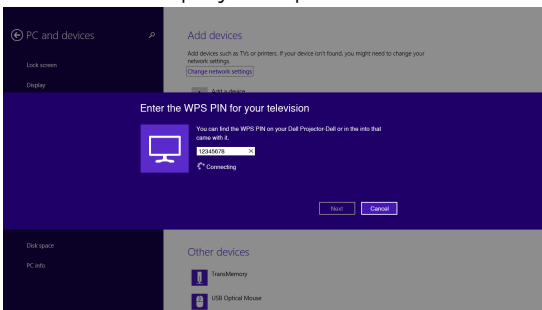 PC and devices
Lock screen
Display
Add devices
Add devices such as TVs or printers. If your device isn't found, you might need to change your
network settings.
Change network settings
Add a device
Enter the WPS PIN for your television
You can find the WPS PIN on your Dell Projector-Dell or in the into that
came with it.
12345678
Connecting
Next
Cancel
Disk space
PC info
Other devices
TransMemory
USB Optical Mouse